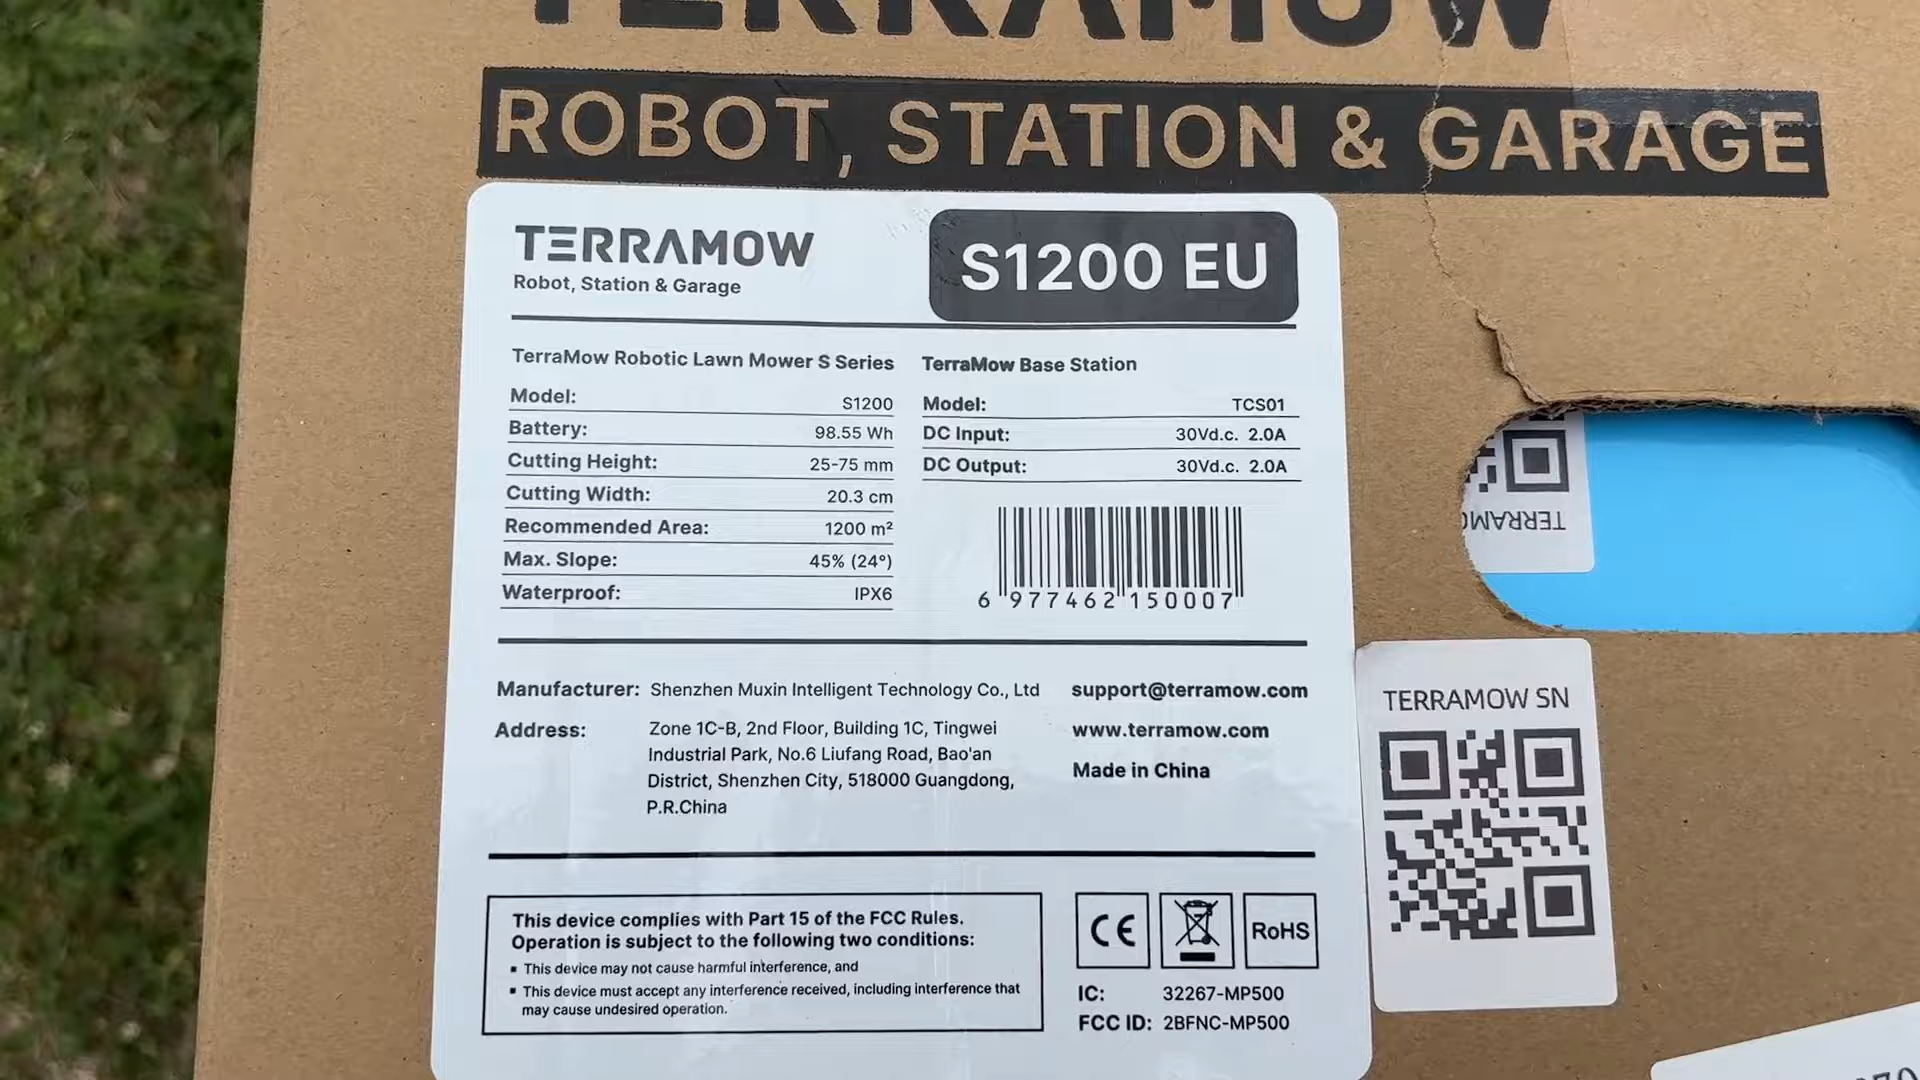 TERRAMOW
ROBOT, STATION & GARAGE
TERRAMOW
Robot, Station & Garage
S1200 EU
TerraMow Robotic Lawn Mower S Series
Model: S1200
Battery: 98.55 Wh
Cutting Height: 25-75 mm
Cutting Width: 20.3 cm
Recommended Area: 1200 m²
Max. Slope: 45% (24°)
Waterproof: IPX6
TerraMow Base Station
Model: TCS01
DC Input: 30Vd.c. 2.0A
DC Output: 30Vd.c. 2.0A
6 977462 150007
TERRAMO
Manufacturer: Shenzhen Muxin Intelligent Technology Co., Ltd
Address: Zone 1C-B, 2nd Floor, Building 1C, Tingwei
Industrial Park, No.6 Liufang Road, Bao'an
District, Shenzhen City, 518000 Guangdong,
P.R.China
support@terramow.com
www.terramow.com
Made in China
TERRAMOW SN
This device complies with Part 15 of the FCC Rules.
Operation is subject to the following two conditions:
▪ This device may not cause harmful interference, and
▪ This device must accept any interference received, including interference that
may cause undesired operation.
CE
RoHS
IC: 32267-MP500
FCC ID: 2BFNC-MP500